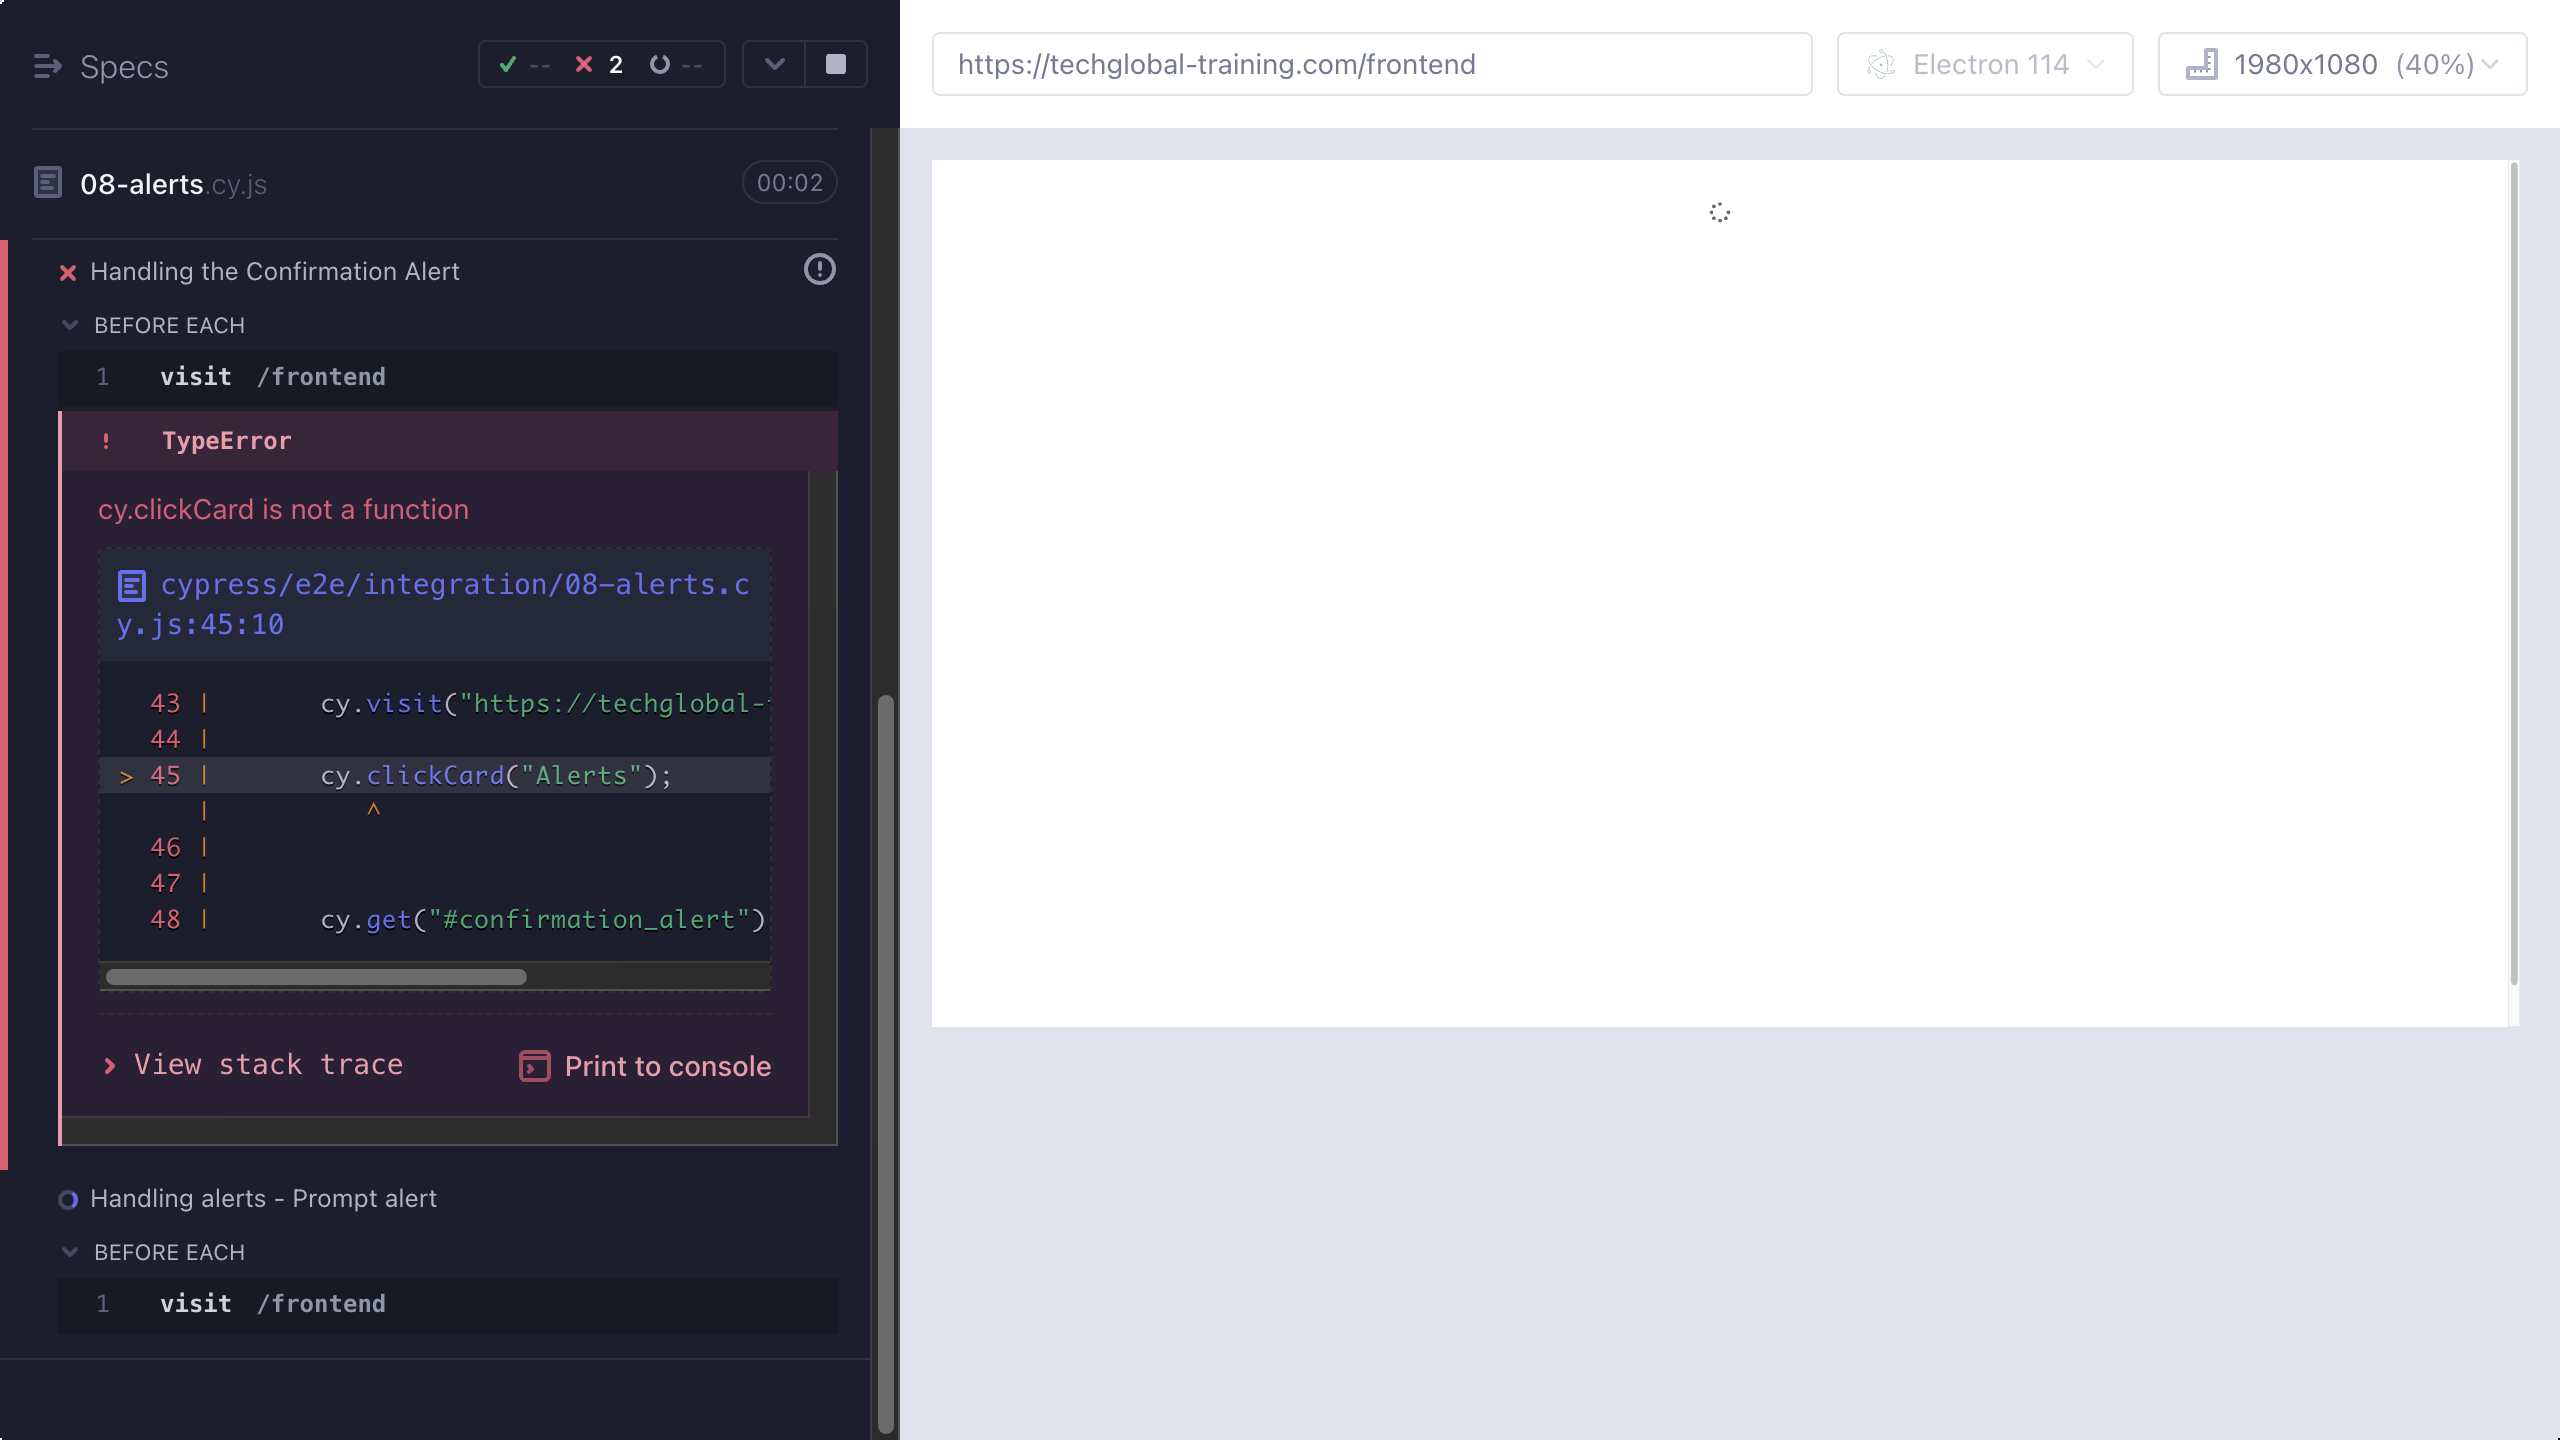 Specs
-- 2 --
https://techglobal-training.com/frontend
Electron 114
1980x1080 (40%)
08-alerts.cy.js
00:02
Handling the Confirmation Alert
BEFORE EACH
1 visit /frontend
! TypeError
cy.clickCard is not a function
cypress/e2e/integration/08-alerts.c
y.js:45:10
43 | cy.visit("https://techglobal-
44 |
> 45 | cy.clickCard("Alerts");
| ^
46 |
47 |
48 | cy.get("#confirmation_alert")
View stack trace
Print to console
Handling alerts - Prompt alert
BEFORE EACH
1 visit /frontend